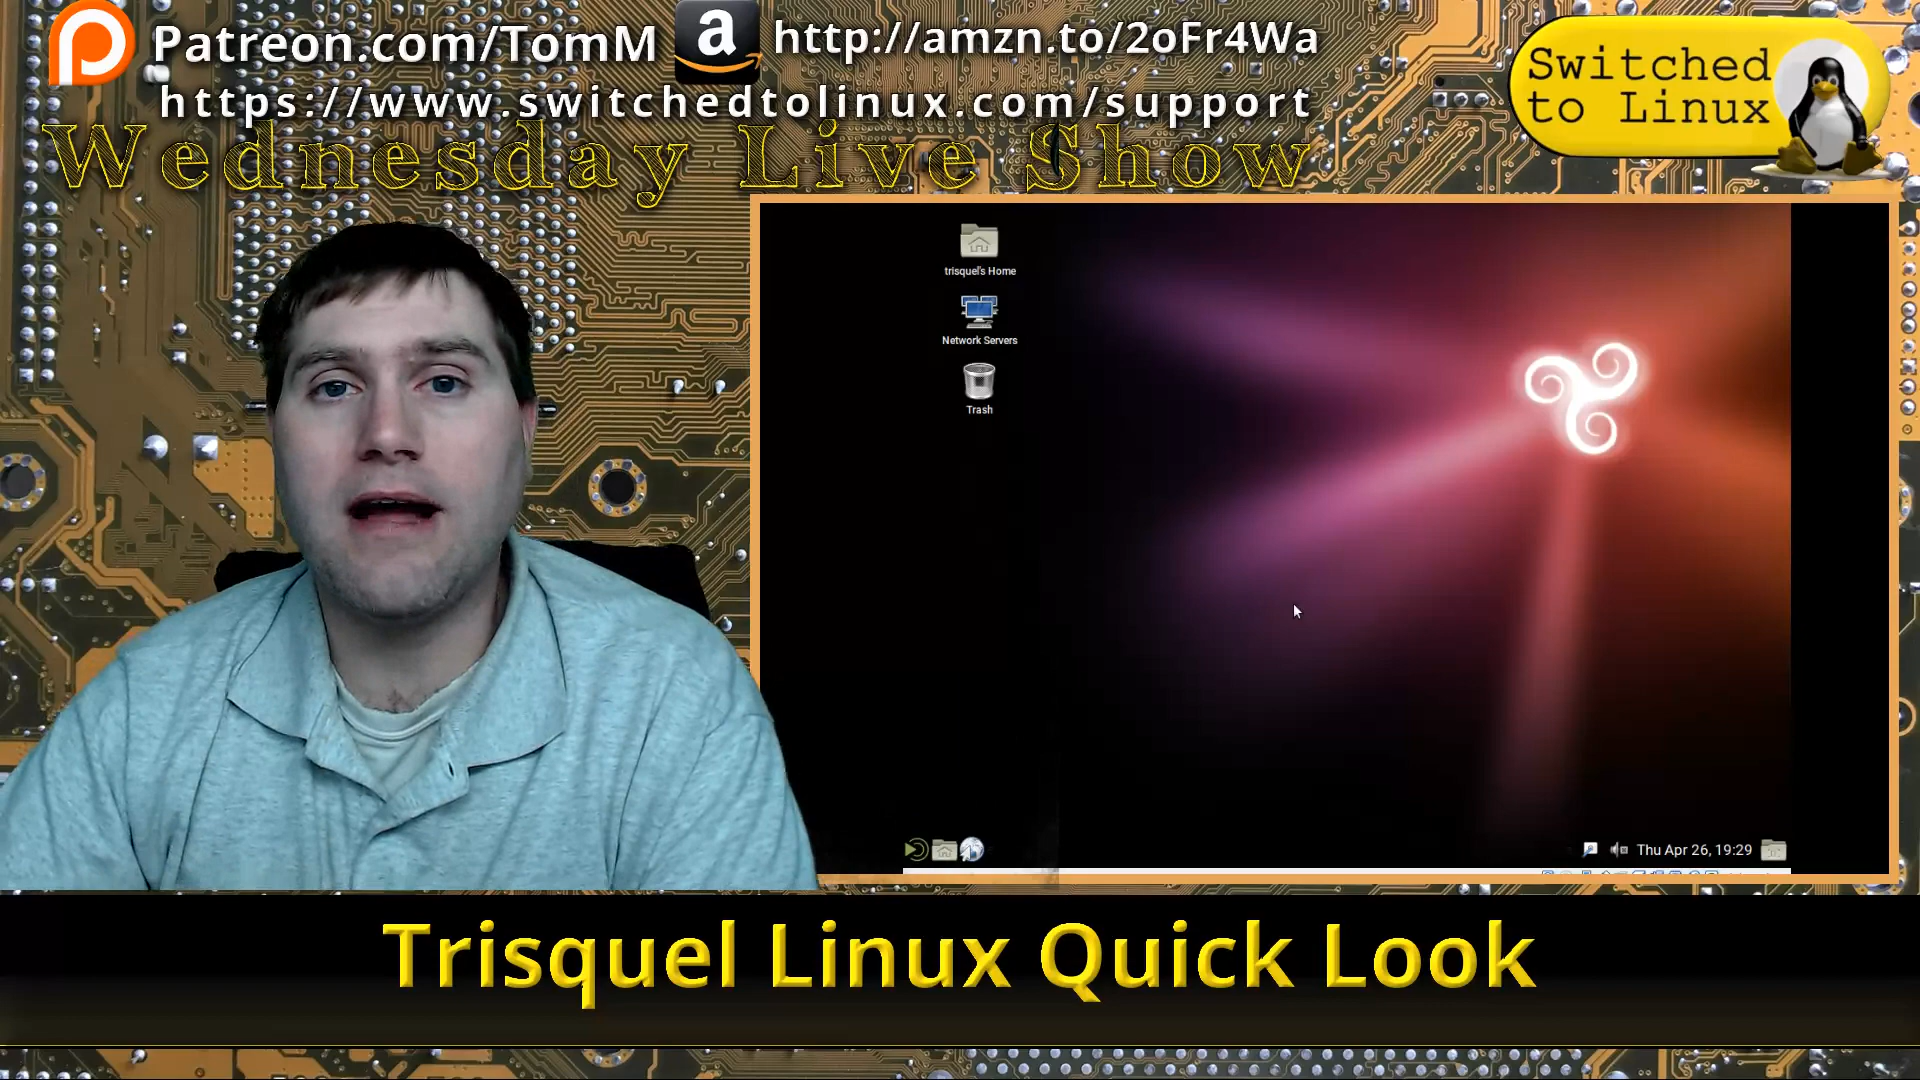 Patreon.com/TomM
a
http://amzn.to/2oFr4Wa
https://www.switchedtolinux.com/support
Wednesday Live Show
Switched
to Linux
trisquel's Home
Network Servers
Trash
Thu Apr 26, 19:29
Trisquel Linux Quick Look